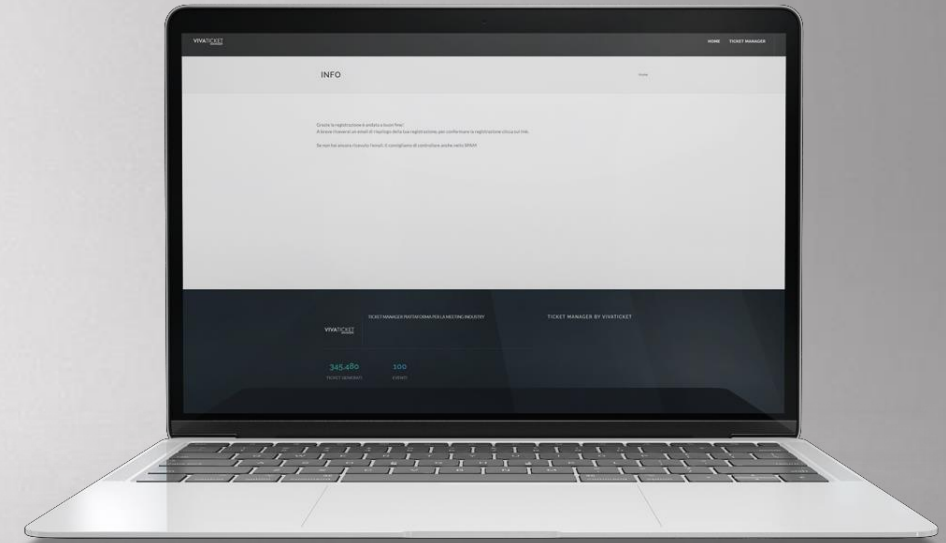 VIVATICKET
HOME TICKET MANAGER
INFO
Grazie la registrazione è andata a buon fine!
A breve riceverai un email di riepilogo della tua registrazione, per confermare la registrazione clicca sul link.
Se non hai ancora ricevuto l'email, ti consigliamo di controllare anche nello SPAM!
TICKET MANAGER PIATTAFORMA PER LA MEETING INDUSTRY
TICKET MANAGER BY VIVATICKET
VIVATICKET
345.480
100
TICKET GENERATI
EVENTI